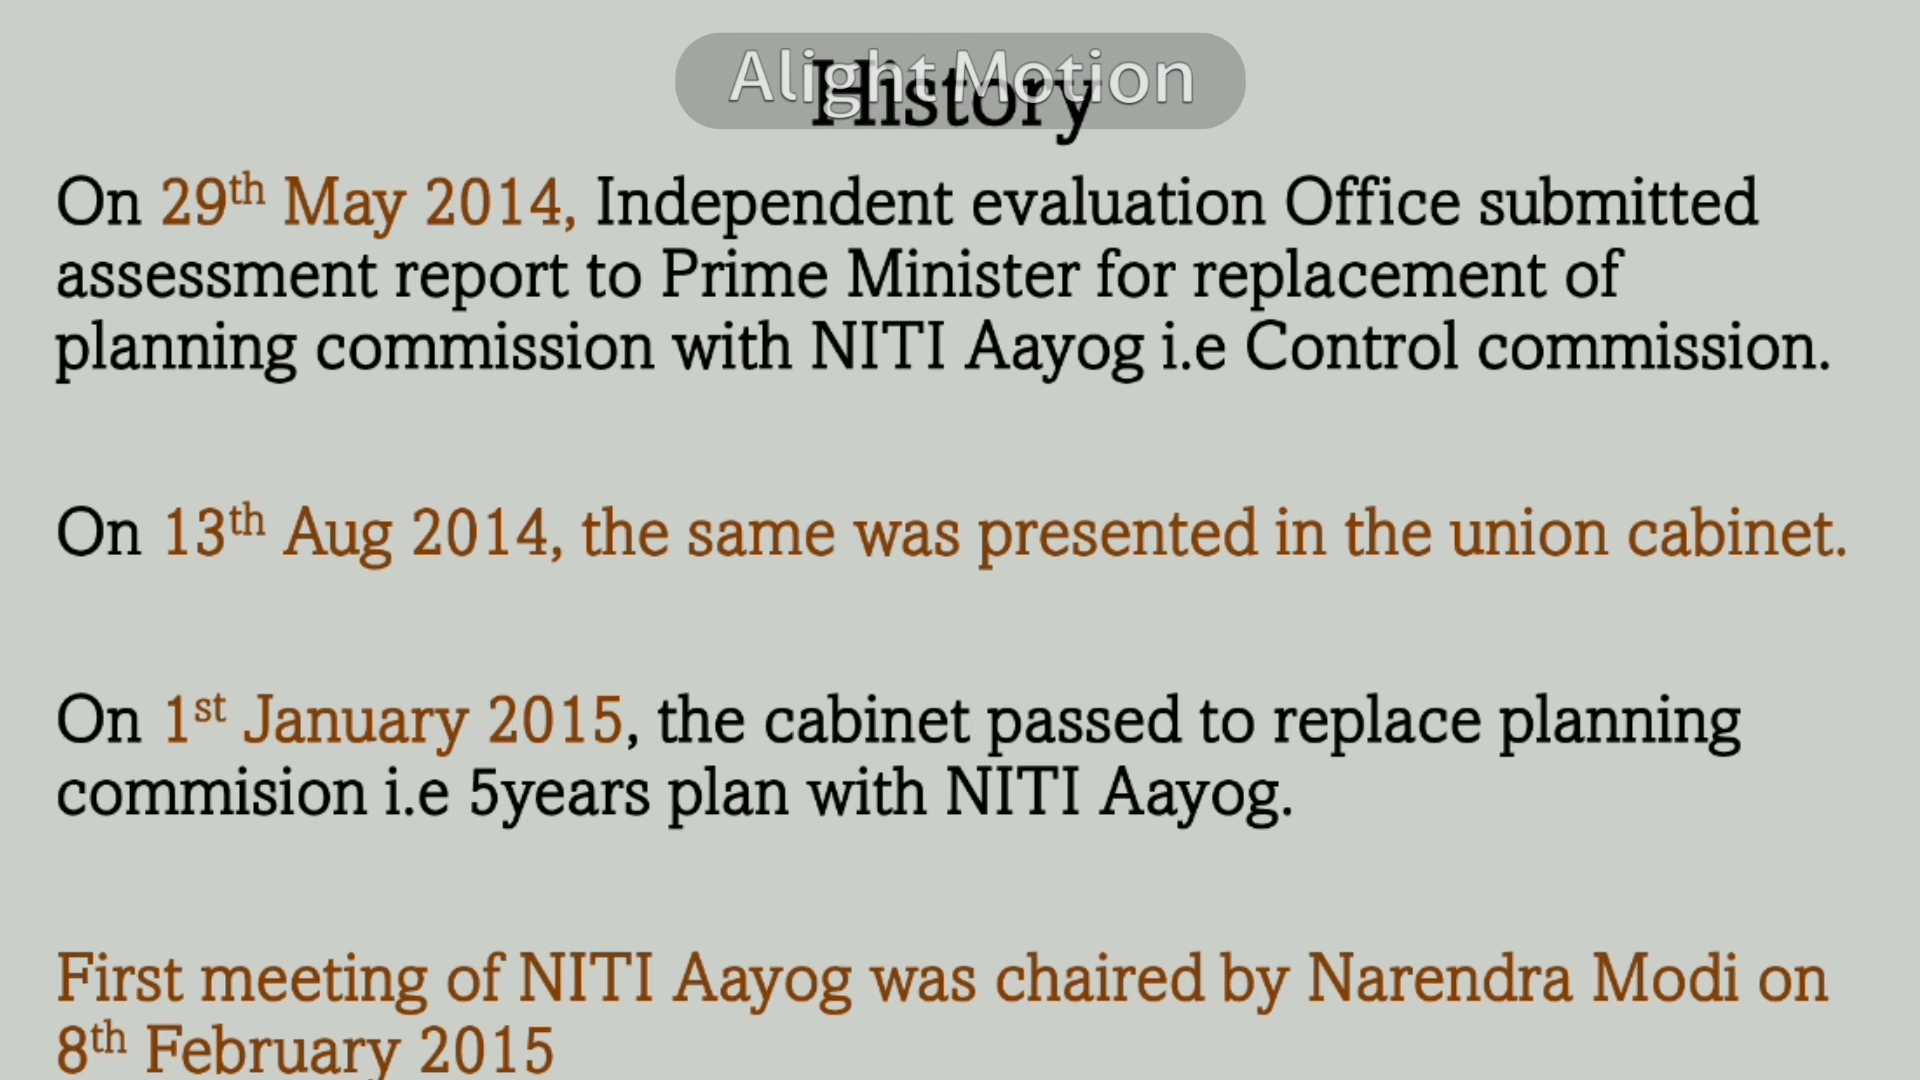 Alight Motion
History
On 29th May 2014, Independent evaluation Office submitted
assessment report to Prime Minister for replacement of
planning commission with NITI Aayog i.e Control commission.
On 13th Aug 2014, the same was presented in the union cabinet.
On 1st January 2015, the cabinet passed to replace planning
commision i.e 5years plan with NITI Aayog.
First meeting of NITI Aayog was chaired by Narendra Modi on
8th February 2015